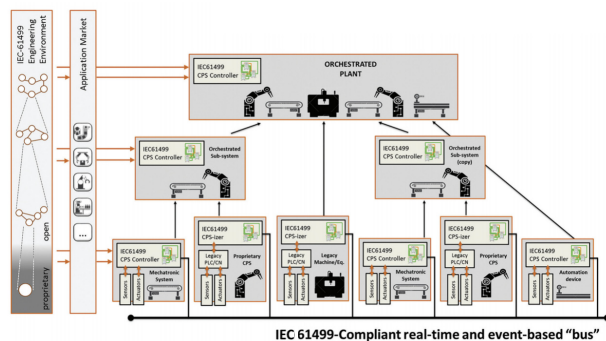 IEC-61499
Engineering
Environment
open
proprietary
Application Market
...
IEC61499
CPS Controller
ORCHESTRATED
PLANT
IEC61499
CPS Controller
Orchestrated
Sub-system
IEC61499
CPS Controller
Orchestrated
Sub-system
(copy)
IEC61499
CPS Controller
Mechatronic
System
Sensors
Actuators
IEC61499
CPS-izer
Legacy
PLC/CN
Proprietary
CPS
Sensors
Actuators
IEC61499
CPS-Izer
Legacy
PLC/CN
Legacy
Machine/Eq.
Sensors
Actuators
IEC61499
CPS Controller
Mechatronic
System
Sensors
Actuators
IEC61499
CPS-izer
Legacy
PLC/CN
Proprietary
CPS
Sensors
Actuators
IEC61499
CPS Controller
Automation
device
Sensors
Actuators
IEC 61499-Compliant real-time and event-based “bus”